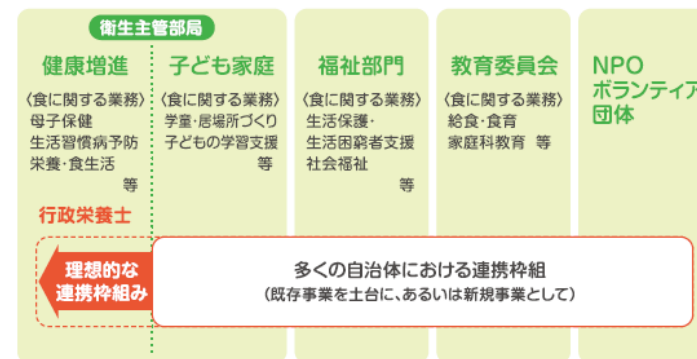 衛生主管部局
健康増進
〈食に関する業務〉
母子保健
生活習慣病予防
栄養・食生活
等
行政栄養士
子ども家庭
〈食に関する業務〉
学童・居場所づくり
子どもの学習支援
等
福祉部門
〈食に関する業務〉
生活保護・
生活困窮者支援
社会福祉
等
教育委員会
〈食に関する業務〉
給食・食育
家庭科教育 等
NPO
ボランティア
団体
理想的な
連携枠組み
多くの自治体における連携枠組
(既存事業を土台に、あるいは新規事業として)